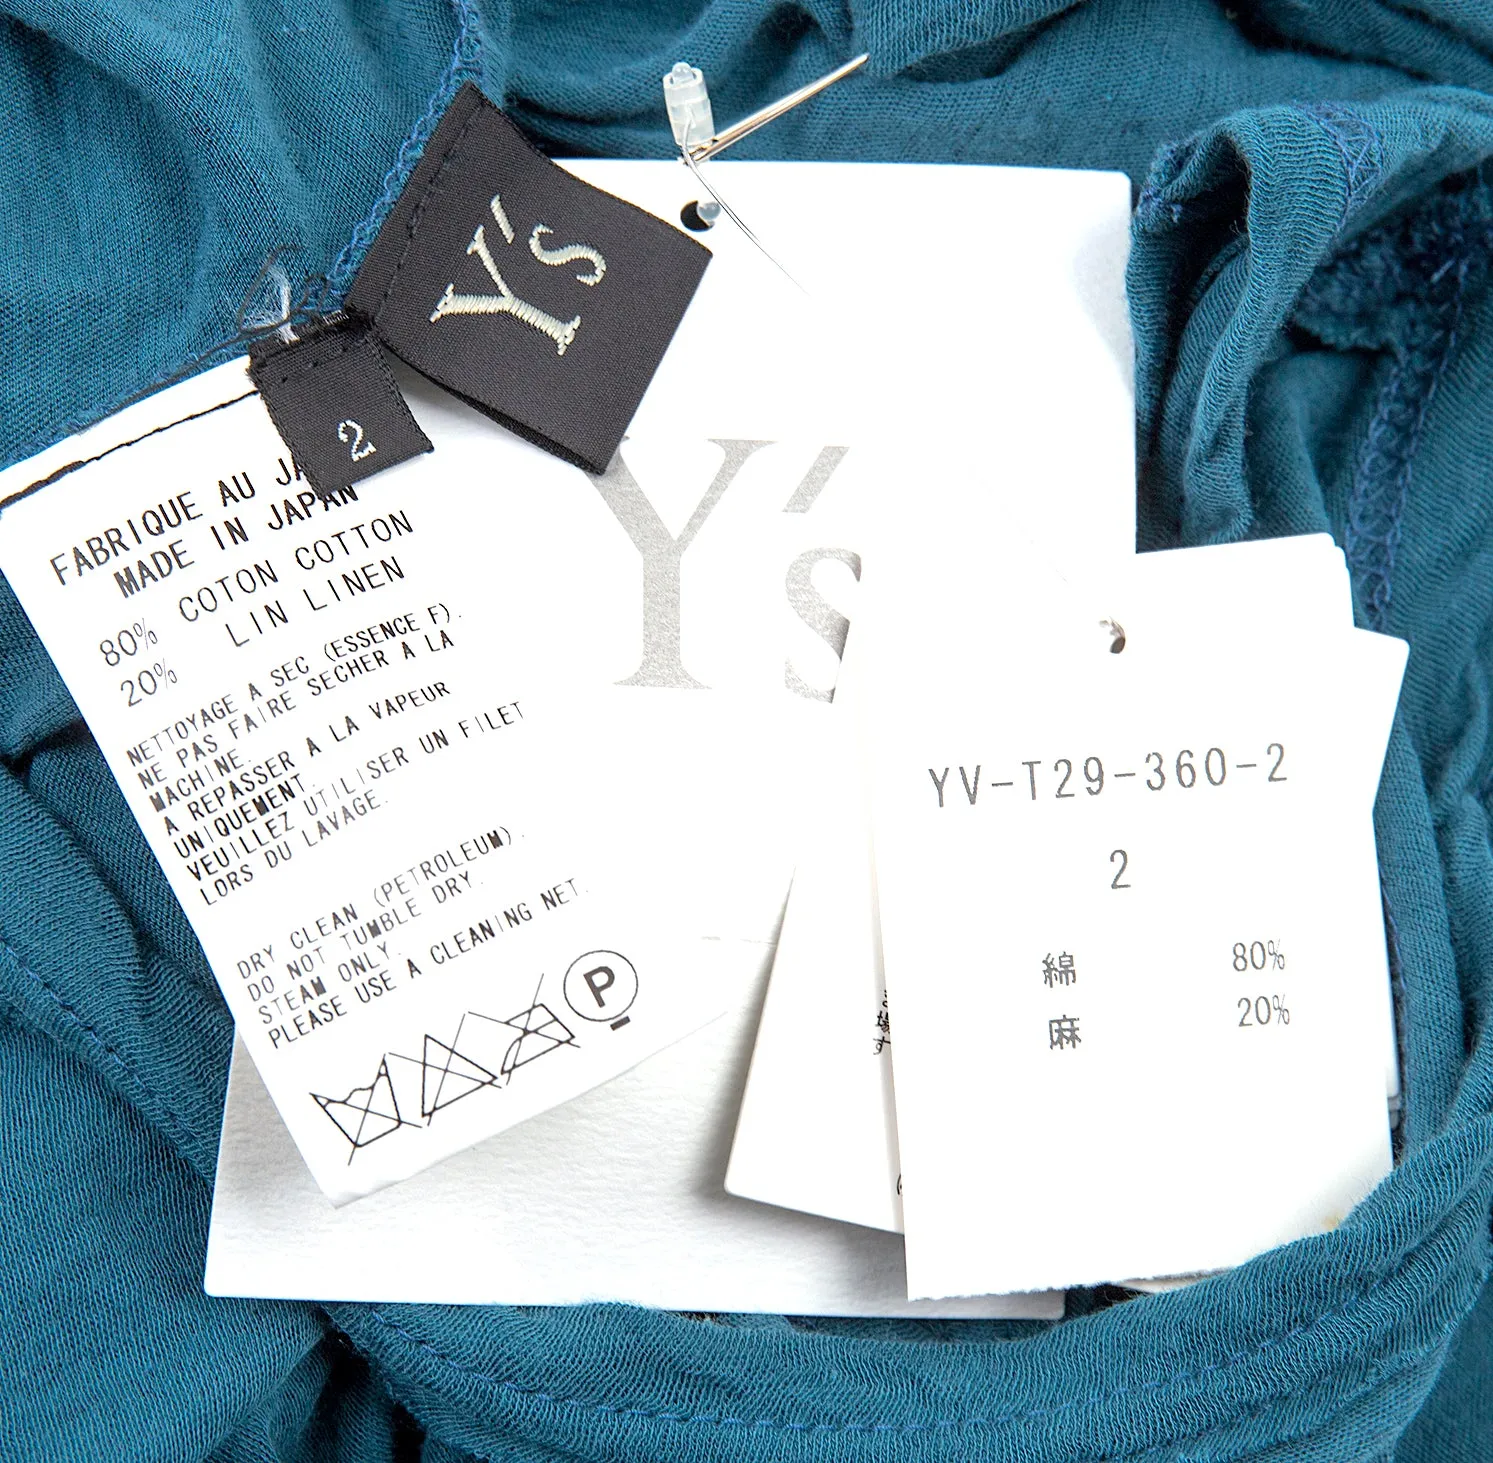 Y's
2
FABRIQUE AU JA
MADE IN JAPAN
80% COTON COTTON
20% LIN LINEN
NETTOYAGE A SEC (ESSENCE F).
NE PAS FAIRE SECHER A LA
MACHINE.
A REPASSER A LA VAPEUR
UNIQUEMENT.
VEUILLEZ UTILISER UN FILET
LORS DU LAVAGE.
DRY CLEAN (PETROLEUM).
DO NOT TUMBLE DRY.
STEAM ONLY.
PLEASE USE A CLEANING NET.
P
Y's
YV-T29-360-2
2
綿 80%
麻 20%